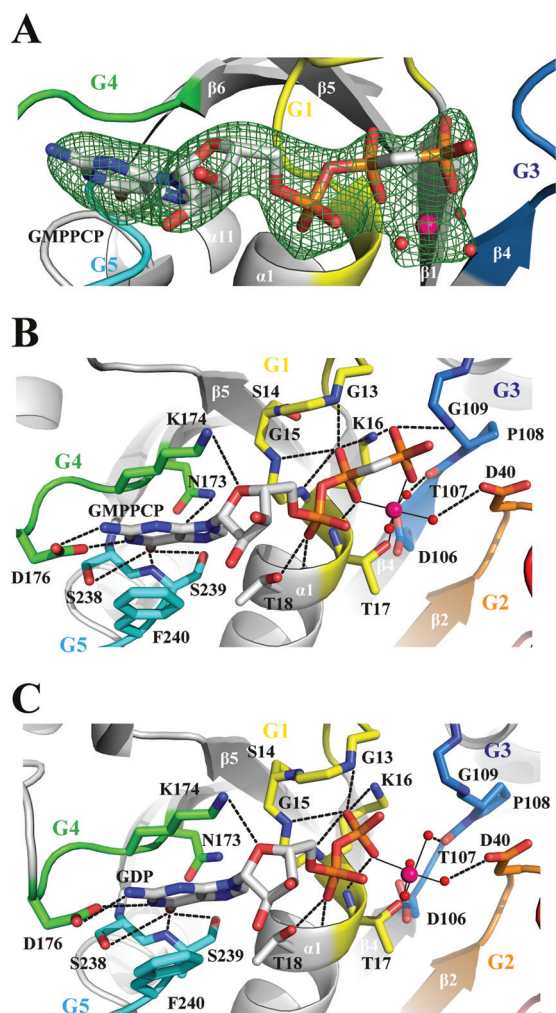 A
G4
β6
G1
β5
G3
GMPPCP
G5
α11
α1
β1
β4
B
G1
β5
S14
G13
G3
K174
G15
K16
G109
P108
G4
N173
GMPPCP
T107
D40
D176
S238
S239
α1
β4
D106
T18
T17
G2
F240
β2
G5
C
G1
β5
S14
G13
G3
K174
G15
K16
G109
P108
G4
N173
GDP
T107
D40
D176
S238
S239
α1
β4
D106
T18
T17
G2
F240
β2
G5